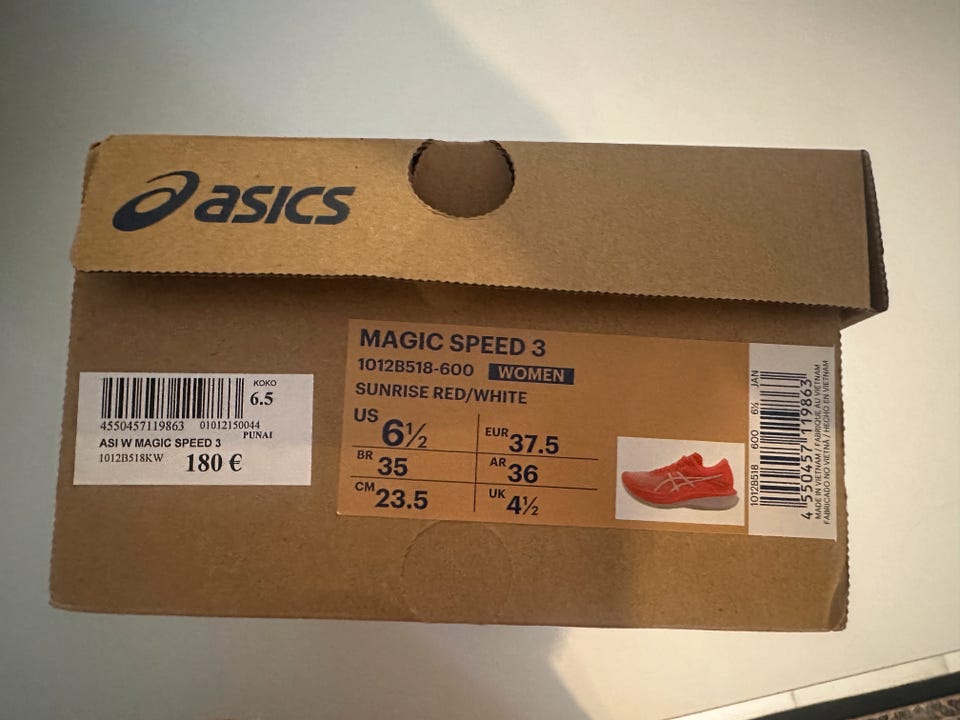 asics
KOKO
6.5
4550457119863 01012150044
PUNAI
ASI W MAGIC SPEED 3
1012B518KW 180 €
MAGIC SPEED 3
1012B518-600 WOMEN
SUNRISE RED/WHITE
US 6½ EUR 37.5
BR 35 AR 36
CM 23.5 UK 4½
1012B518 600 6½ JAN
4 550457 119863
MADE IN VIETNAM / FABRIQUÉ AU VIETNAM
FABRICADO NO VIETNÃ / HECHO EN VIETNAM